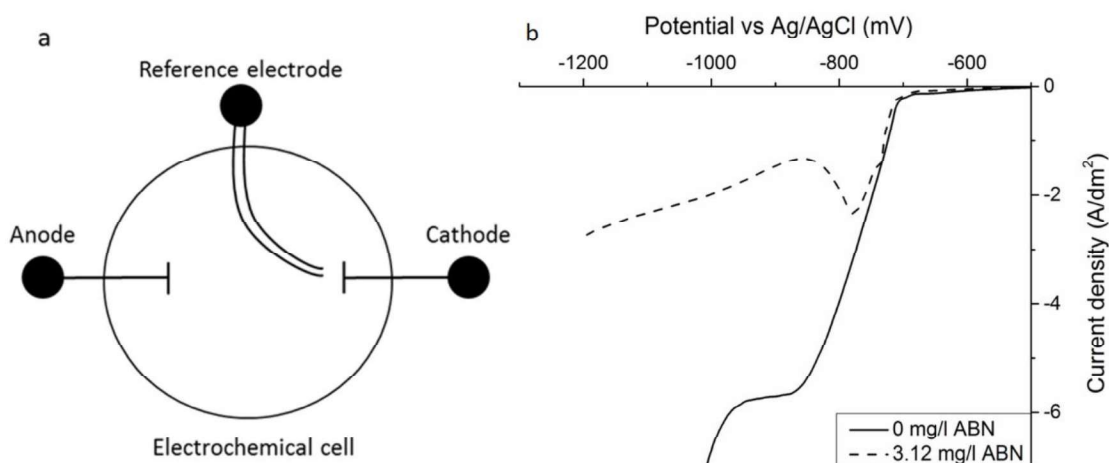 a
Reference electrode
Anode
Cathode
Electrochemical cell
b
Potential vs Ag/AgCl (mV)
-1200
-1000
-800
-600
0
-2
-4
-6
Current density (A/dm²)
0 mg/l ABN
3.12 mg/l ABN